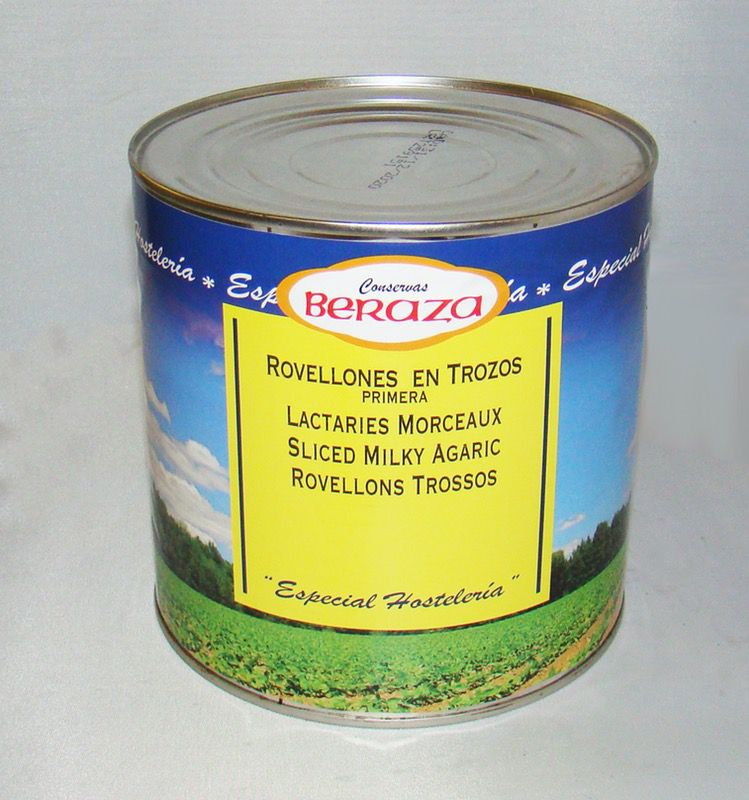 Hostelería * Esp
ía * Especial
Conservas
BERAZA
ROVELLONES EN TROZOS
PRIMERA
LACTARIES MORCEAUX
SLICED MILKY AGARIC
ROVELLONS TROSSOS
"Especial Hostelería"